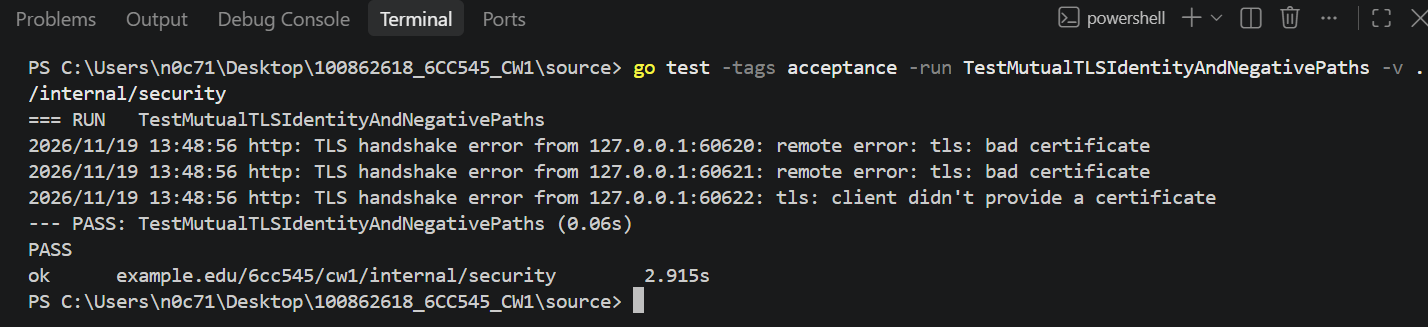 Problems Output Debug Console Terminal Ports powershell
PS C:\Users\n0c71\Desktop\100862618_6CC545_CW1\source> go test -tags acceptance -run TestMutualTLSIdentityAndNegativePaths -v .
/internal/security
=== RUN   TestMutualTLSIdentityAndNegativePaths
2026/11/19 13:48:56 http: TLS handshake error from 127.0.0.1:60620: remote error: tls: bad certificate
2026/11/19 13:48:56 http: TLS handshake error from 127.0.0.1:60621: remote error: tls: bad certificate
2026/11/19 13:48:56 http: TLS handshake error from 127.0.0.1:60622: tls: client didn't provide a certificate
--- PASS: TestMutualTLSIdentityAndNegativePaths (0.06s)
PASS
ok      example.edu/6cc545/cw1/internal/security        2.915s
PS C:\Users\n0c71\Desktop\100862618_6CC545_CW1\source>